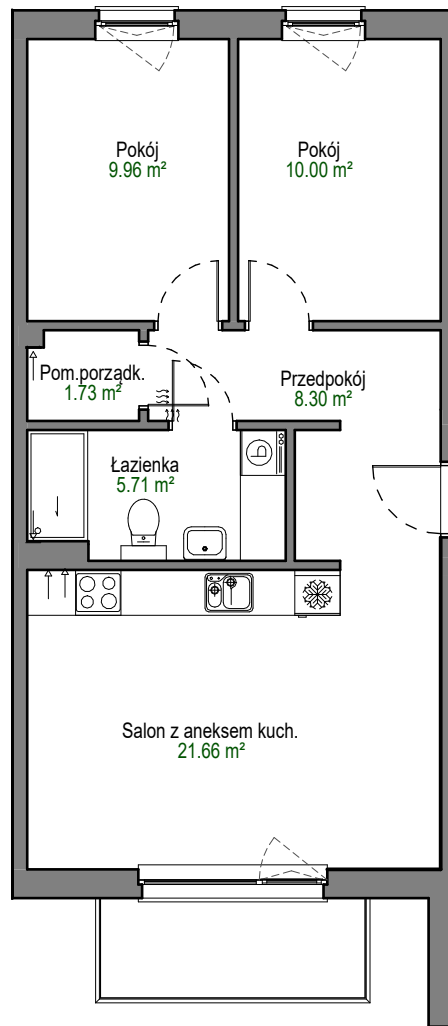 Pokój
9.96 m²
Pokój
10.00 m²
Pom.porządk.
1.73 m²
Przedpokój
8.30 m²
Łazienka
5.71 m²
Salon z aneksem kuch.
21.66 m²